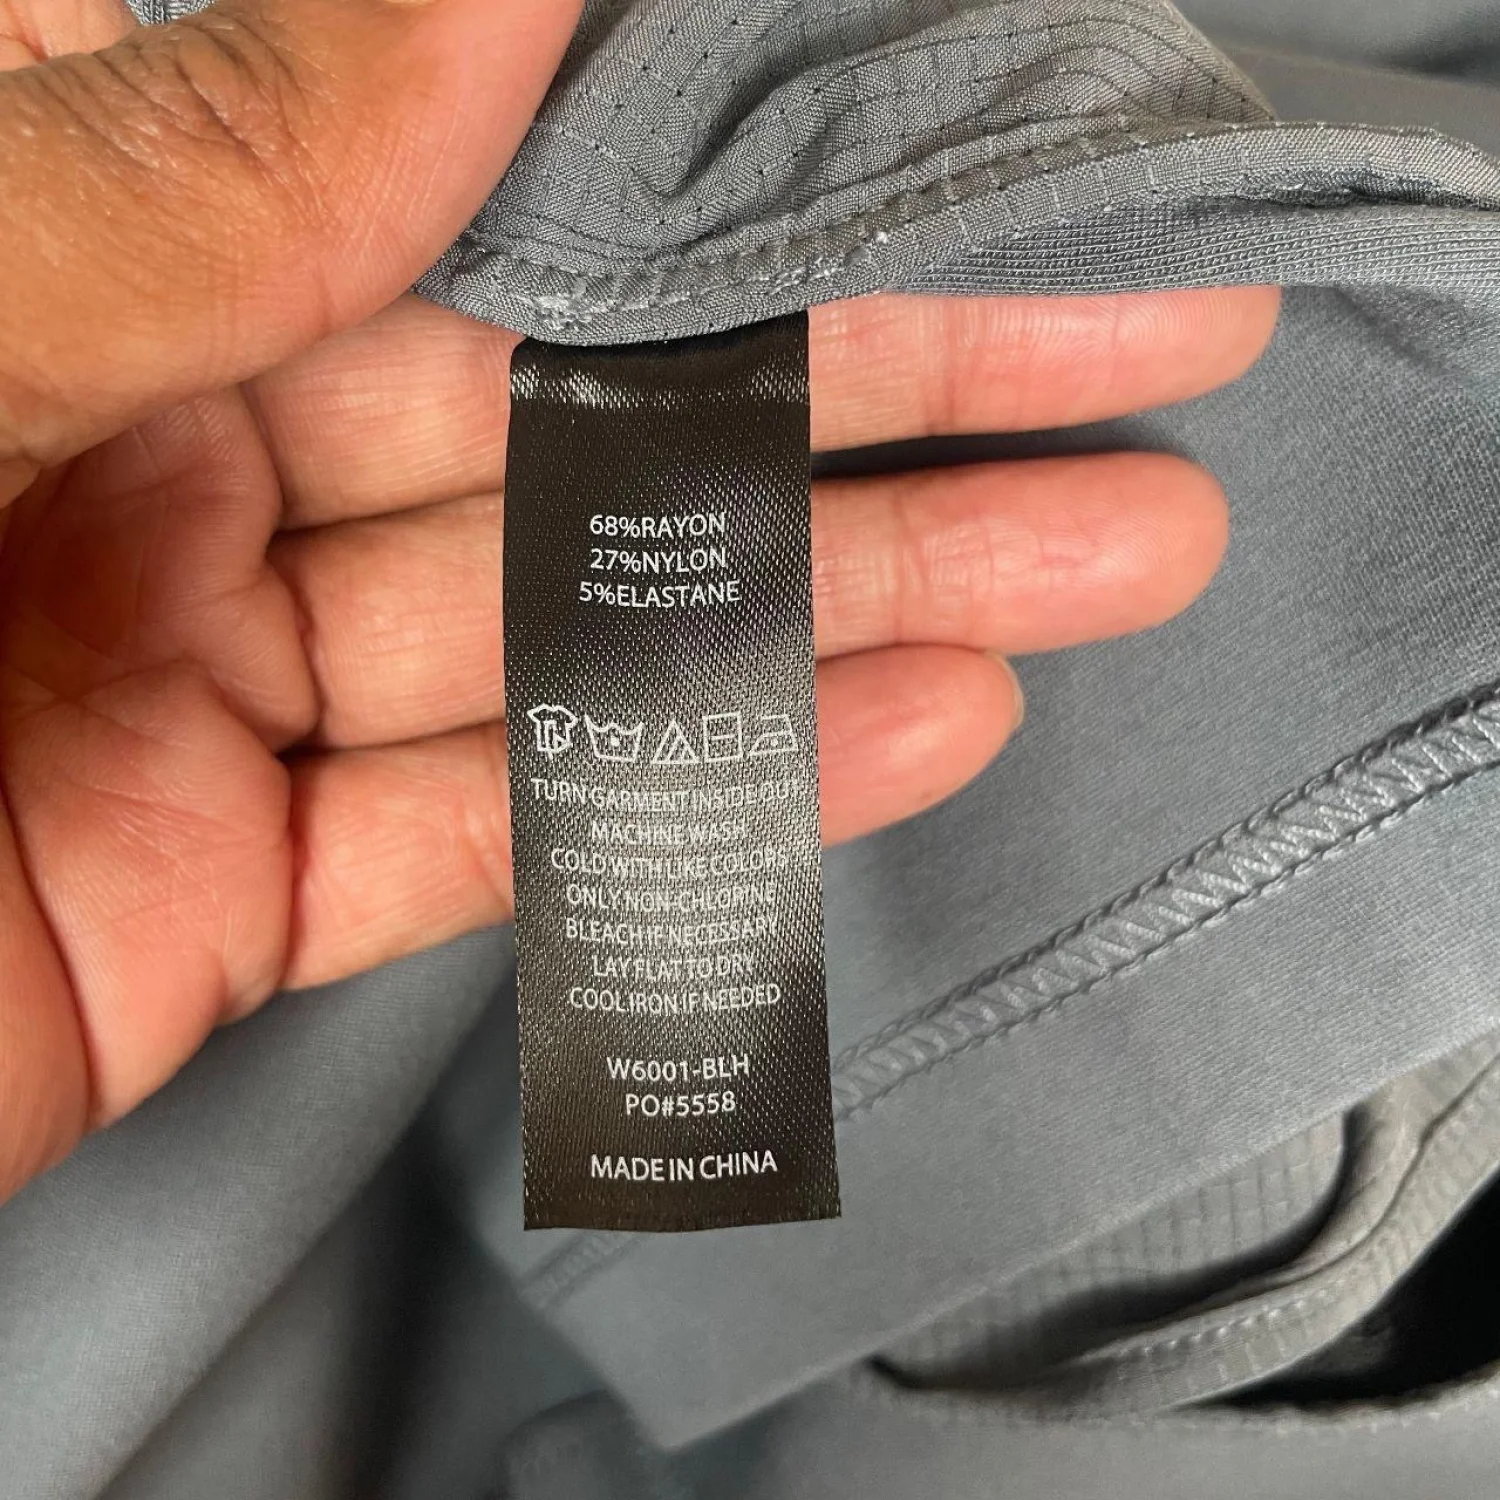 68%RAYON
27%NYLON
5%ELASTANE
TURN GARMENT INSIDE OUT
MACHINE WASH
COLD WITH LIKE COLORS
ONLY NON-CHLORINE
BLEACH IF NECESSARY
LAY FLAT TO DRY
COOL IRON IF NEEDED
W6001-BLH
PO#5558
MADE IN CHINA